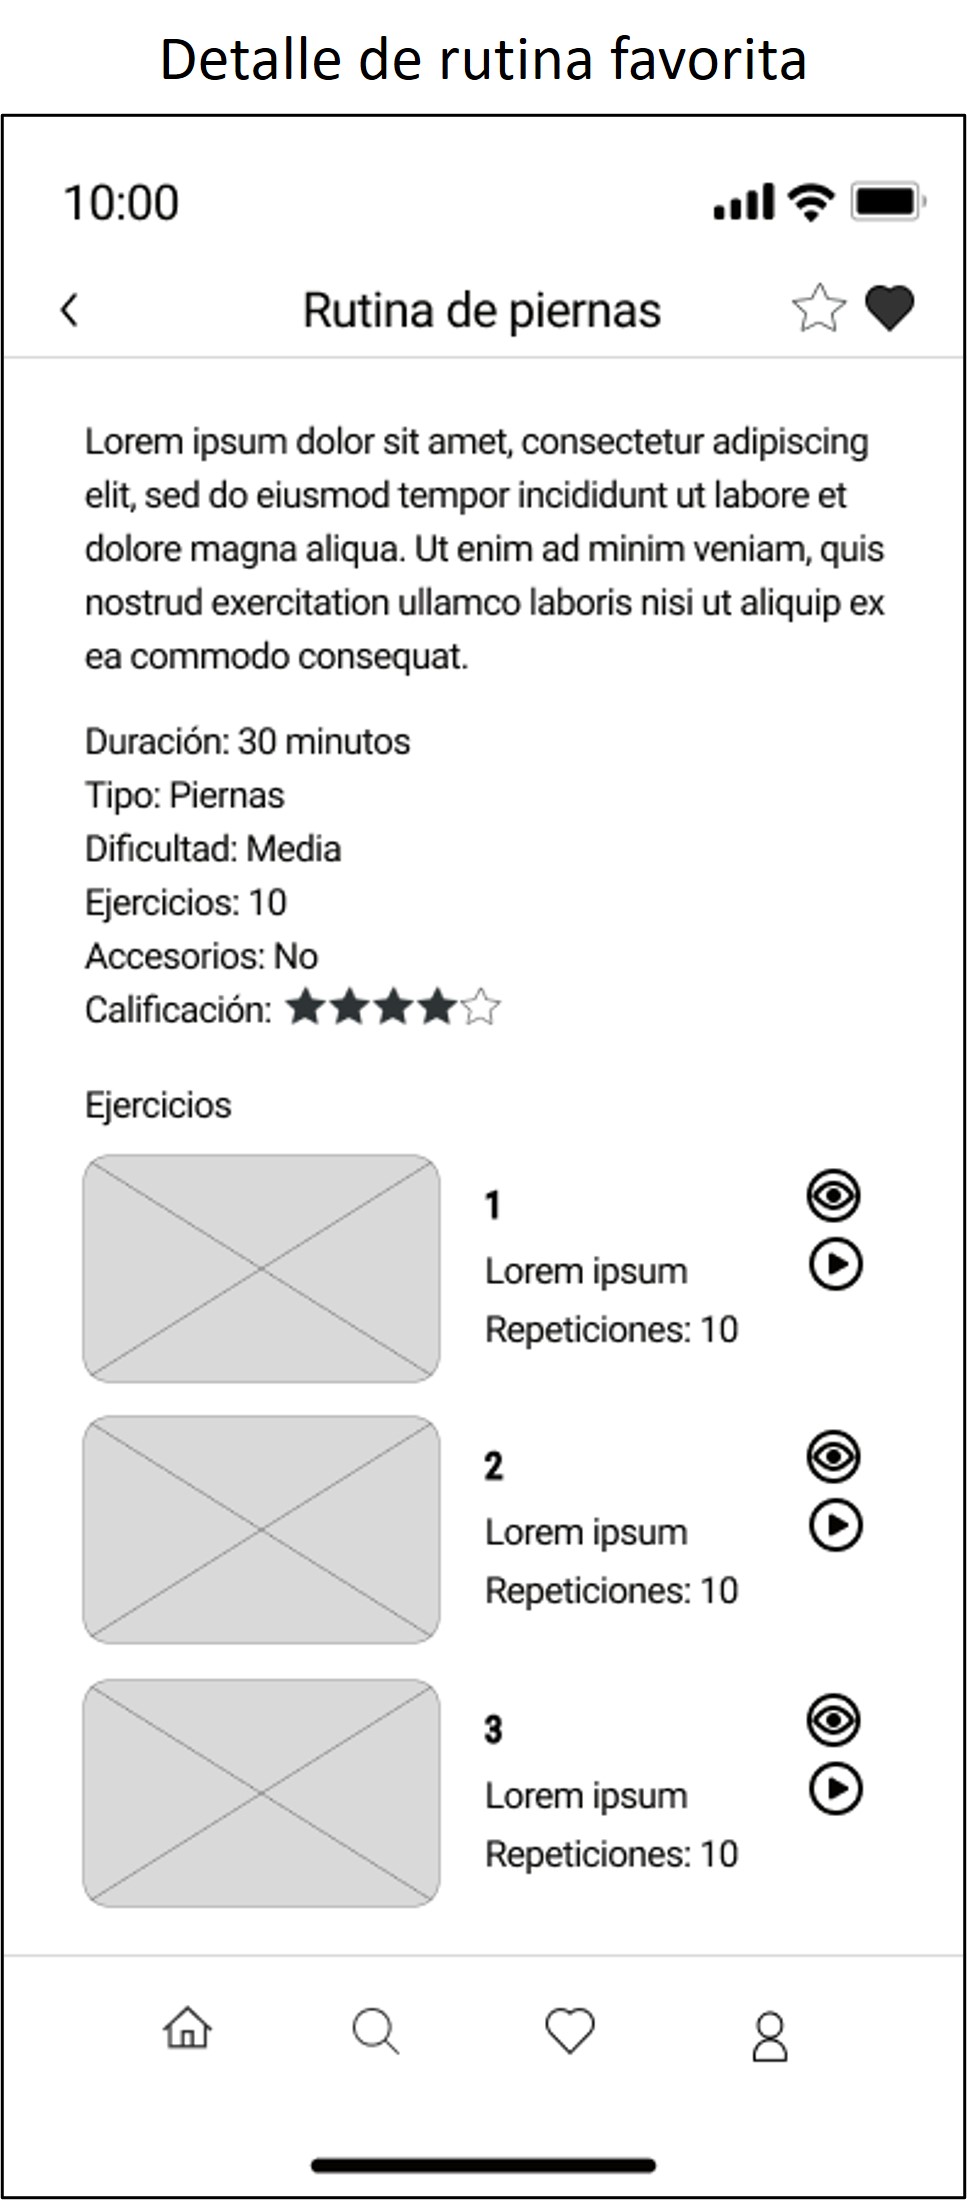 Detalle de rutina favorita
10:00
Rutina de piernas
Lorem ipsum dolor sit amet, consectetur adipiscing
elit, sed do eiusmod tempor incididunt ut labore et
dolore magna aliqua. Ut enim ad minim veniam, quis
nostrud exercitation ullamco laboris nisi ut aliquip ex
ea commodo consequat.
Duración: 30 minutos
Tipo: Piernas
Dificultad: Media
Ejercicios: 10
Accesorios: No
Calificación:
Ejercicios
1
Lorem ipsum
Repeticiones: 10
2
Lorem ipsum
Repeticiones: 10
3
Lorem ipsum
Repeticiones: 10